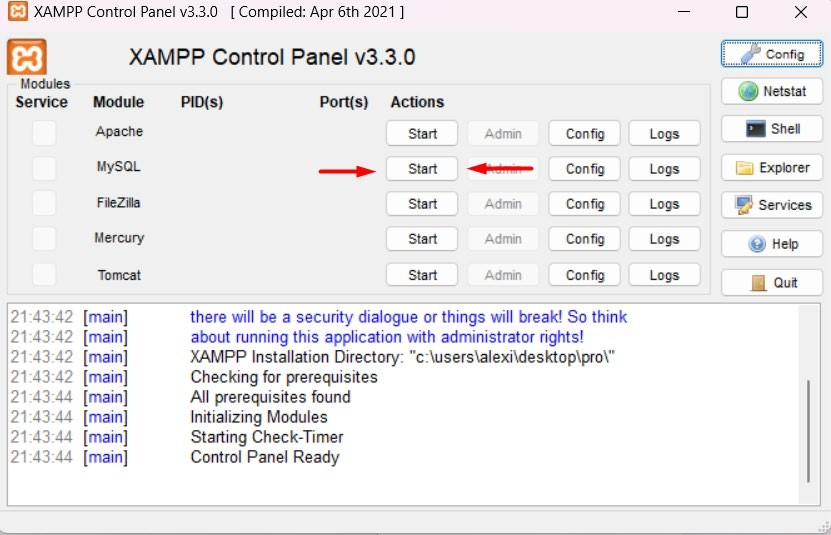 XAMPP Control Panel v3.3.0 [ Compiled: Apr 6th 2021 ]
XAMPP Control Panel v3.3.0
Config
Modules
Service Module PID(s) Port(s) Actions
Netstat
Apache Start Admin Config Logs
Shell
MySQL Start Admin Config Logs
Explorer
FileZilla Start Admin Config Logs
Services
Mercury Start Admin Config Logs
Help
Tomcat Start Admin Config Logs
Quit
21:43:42 [main] there will be a security dialogue or things will break! So think
21:43:42 [main] about running this application with administrator rights!
21:43:42 [main] XAMPP Installation Directory: "c:\users\alexi\desktop\pro\"
21:43:42 [main] Checking for prerequisites
21:43:44 [main] All prerequisites found
21:43:44 [main] Initializing Modules
21:43:44 [main] Starting Check-Timer
21:43:44 [main] Control Panel Ready